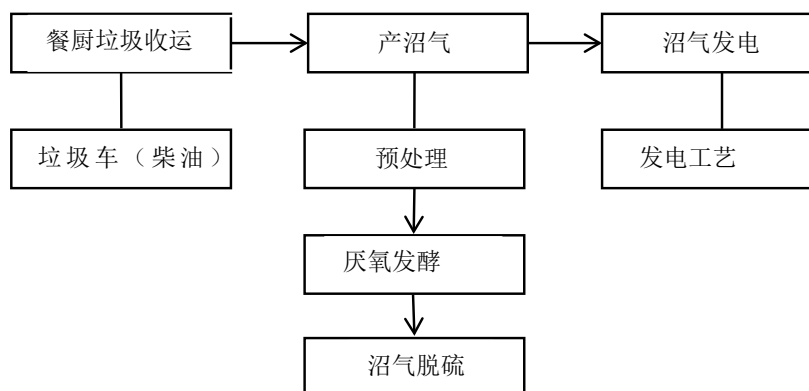 餐厨垃圾收运
产沼气
沼气发电
垃圾车（柴油）
预处理
发电工艺
厌氧发酵
沼气脱硫